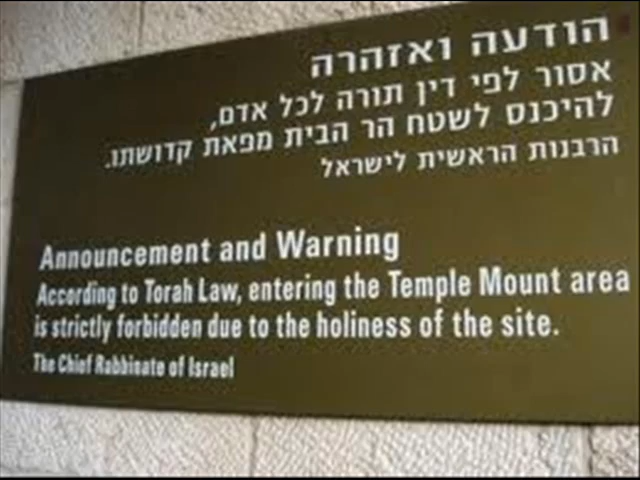 הודעה ואזהרה
אסור לפי דין תורה לכל אדם,
להיכנס לשטח הר הבית מפאת קדושתו.
הרבנות הראשית לישראל
Announcement and Warning
According to Torah Law, entering the Temple Mount area
is strictly forbidden due to the holiness of the site.
The Chief Rabbinate of Israel